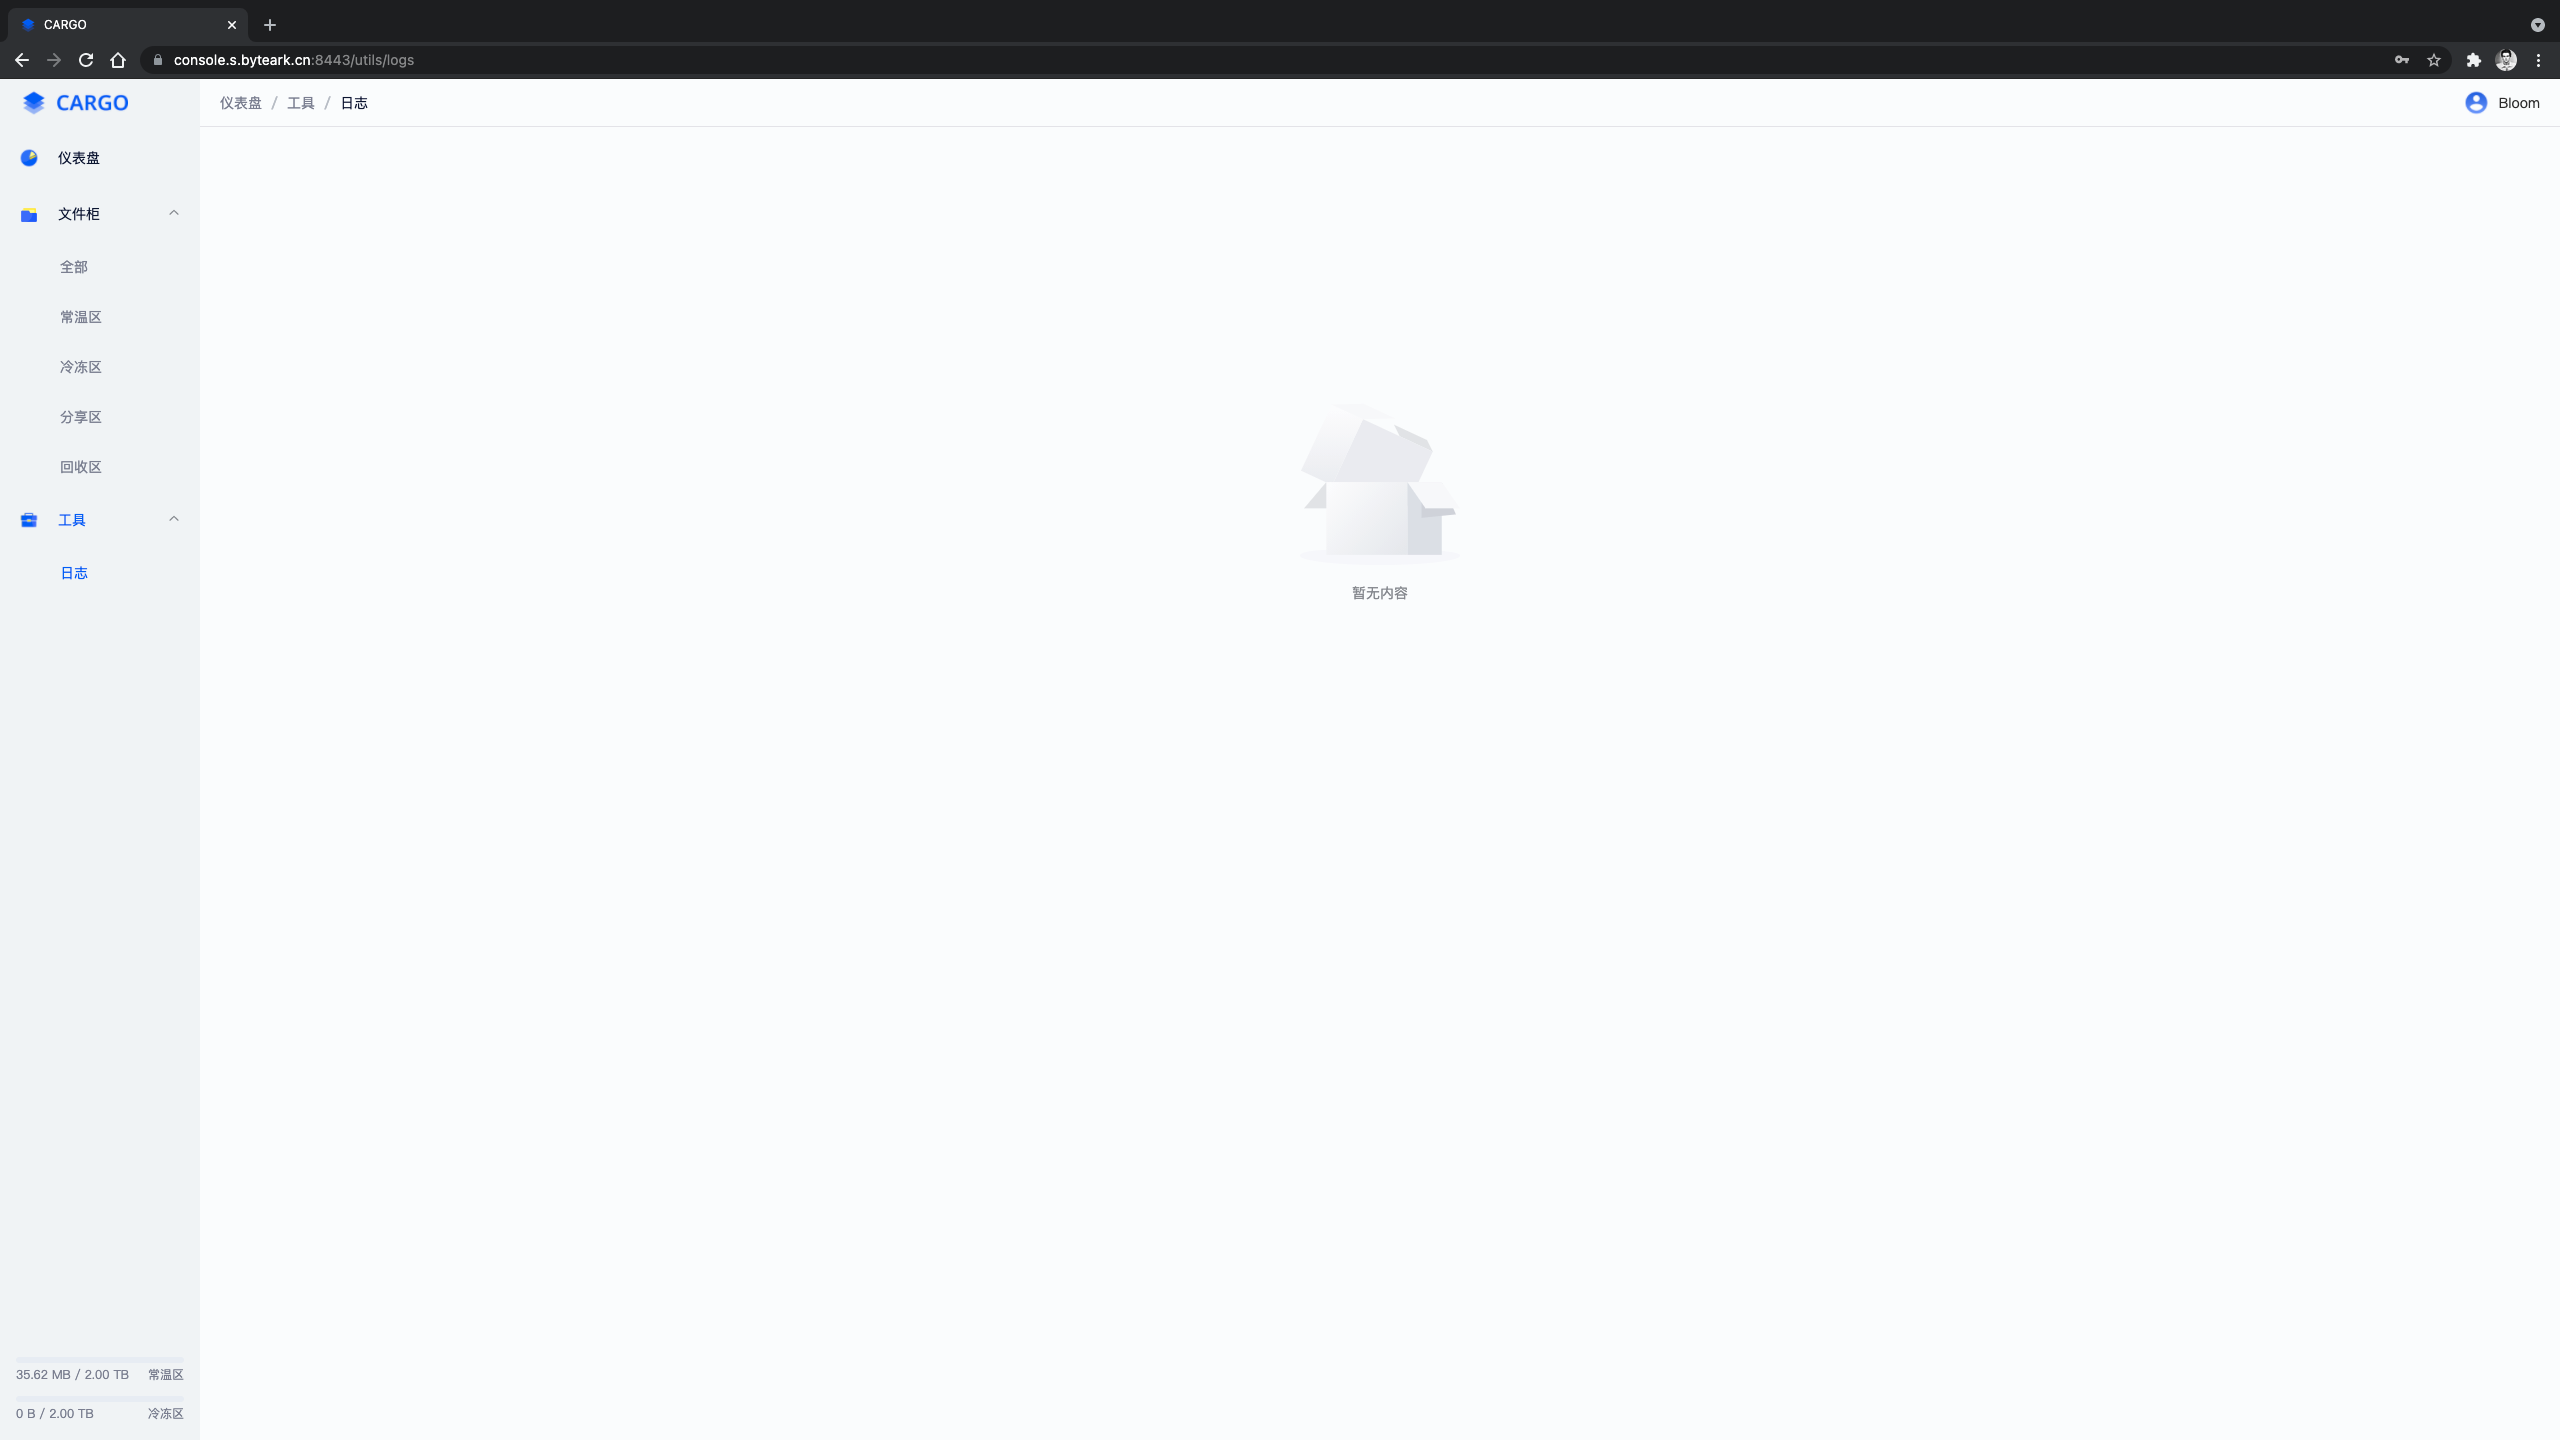 CARGO
console.s.byteark.cn:8443/utils/logs
CARGO
仪表盘 / 工具 / 日志
Bloom
仪表盘
文件柜
全部
常温区
冷冻区
分享区
回收区
工具
日志
暂无内容
35.62 MB / 2.00 TB 常温区
0 B / 2.00 TB 冷冻区